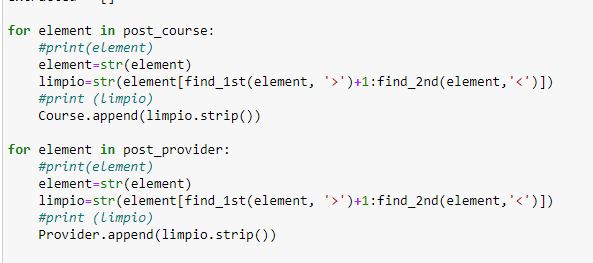 for element in post_course:
    #print(element)
    element=str(element)
    limpio=str(element[find_1st(element, '>')+1:find_2nd(element,'<')])
    #print (limpio)
    Course.append(limpio.strip())
for element in post_provider:
    #print(element)
    element=str(element)
    limpio=str(element[find_1st(element, '>')+1:find_2nd(element,'<')])
    #print (limpio)
    Provider.append(limpio.strip())